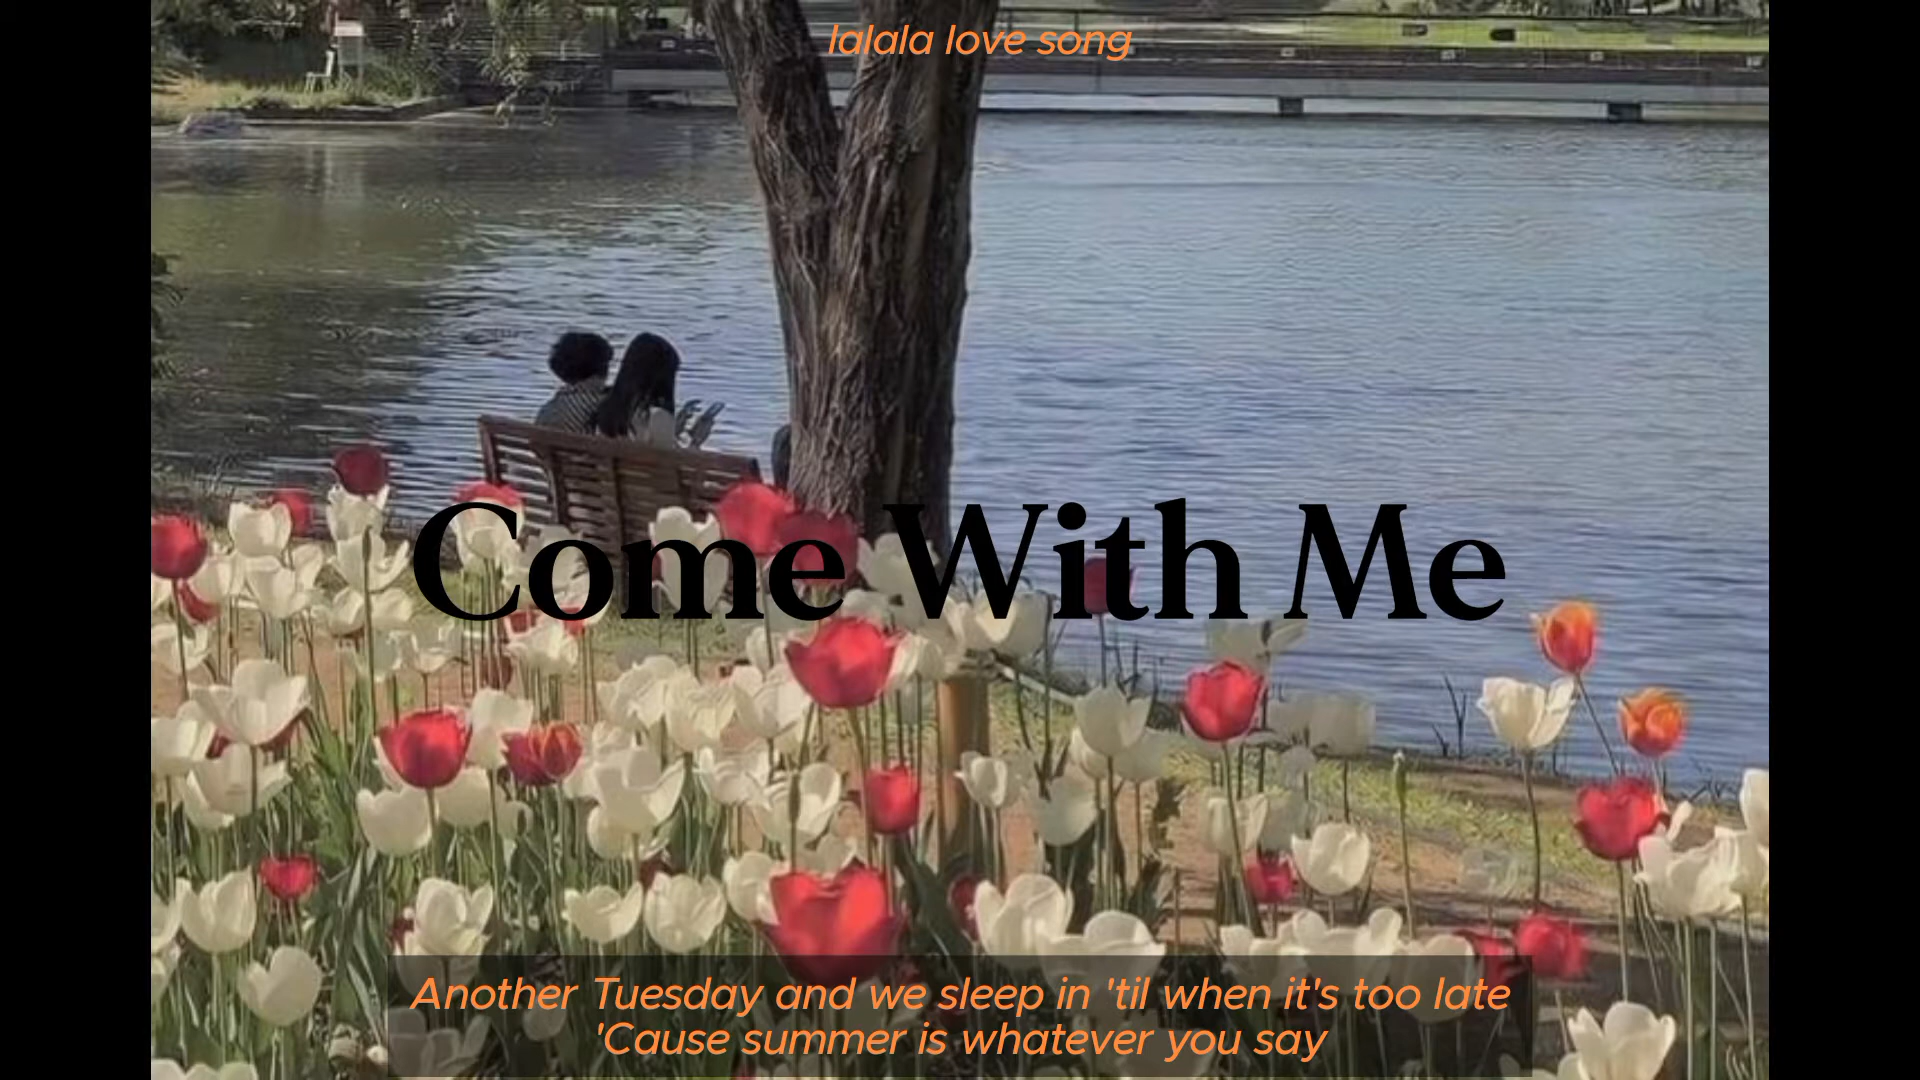 lalala love song
Come With Me
Another Tuesday and we sleep in 'til when it's too late
'Cause summer is whatever you say